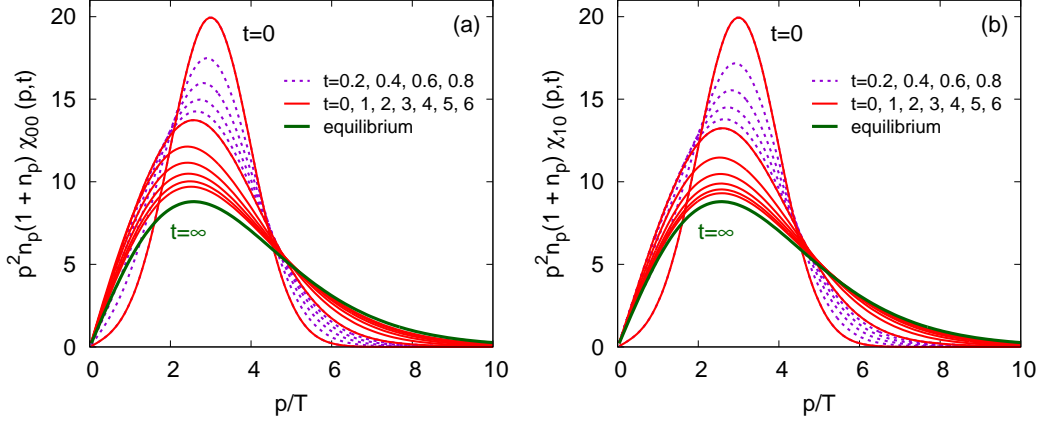 (a)
t=0
t=0.2, 0.4, 0.6, 0.8
t=0, 1, 2, 3, 4, 5, 6
equilibrium
t=∞
p²nₚ(1 + nₚ) χ₀₀ (p,t)
20
15
10
5
0
0 2 4 6 8 10
p/T
(b)
t=0
t=0.2, 0.4, 0.6, 0.8
t=0, 1, 2, 3, 4, 5, 6
equilibrium
t=∞
p²nₚ(1 + nₚ) χ₁₀ (p,t)
20
15
10
5
0
0 2 4 6 8 10
p/T